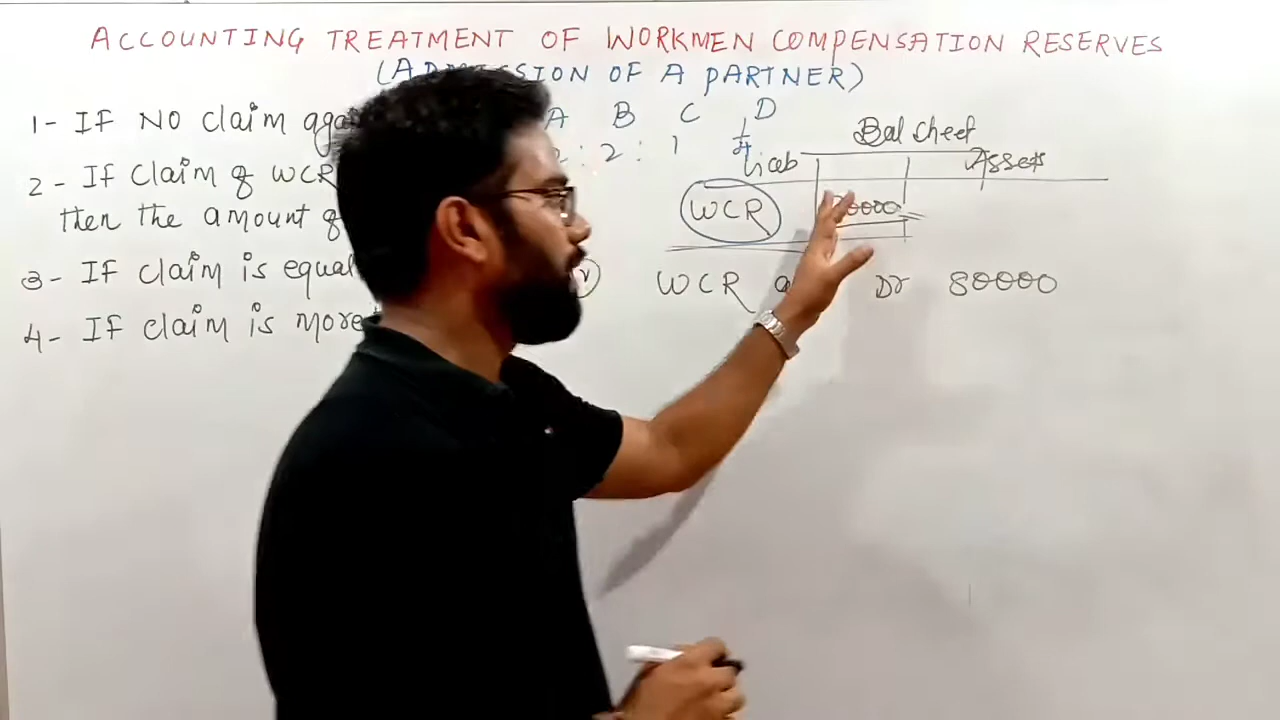 ACCOUNTING TREATMENT OF WORKMEN COMPENSATION RESERVES
(ADMISSION OF A PARTNER)
1- IF NO claim
2 - If Claim of WCR
then the amount of
3- IF claim is equal
4- IF claim is more
A B C D
2 : 1
Bal Sheet
Liab Assets
WCR
WCR Dr 80000